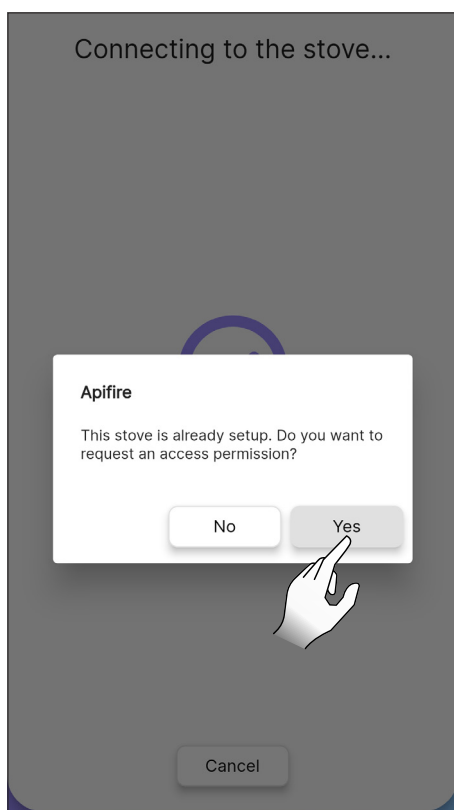 Connecting to the stove...
Apifire
This stove is already setup. Do you want to
request an access permission?
No
Yes
Cancel